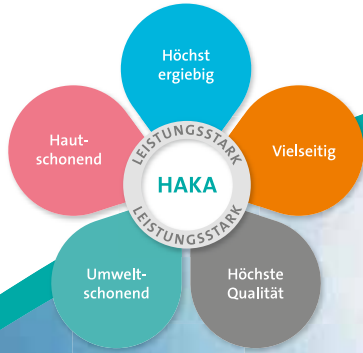 Höchst
ergiebig
Haut-
schonend
Vielseitig
LEISTUNGSSTARK
HAKA
LEISTUNGSSTARK
Umwelt-
schonend
Höchste
Qualität